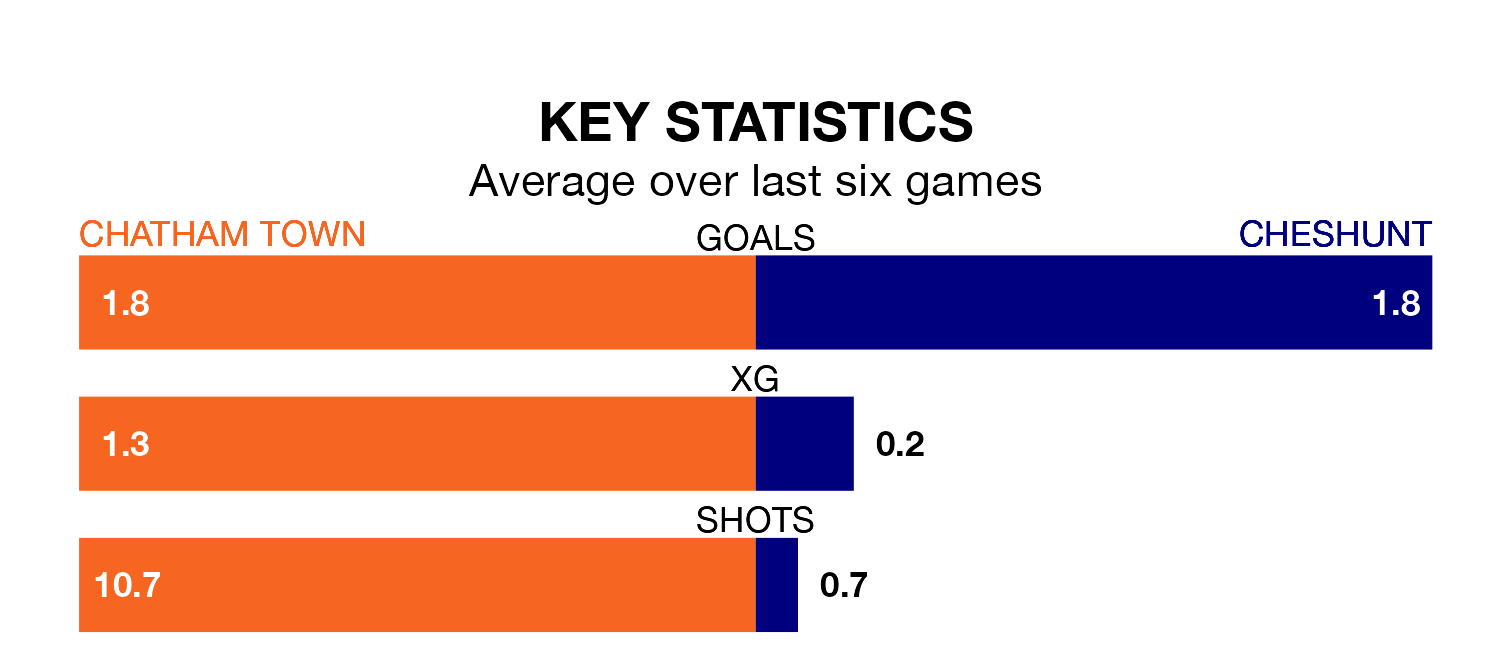 KEY STATISTICS
Average over last six games
CHATHAM TOWN GOALS CHESHUNT
1.8 1.8
XG
1.3 0.2
SHOTS
10.7 0.7